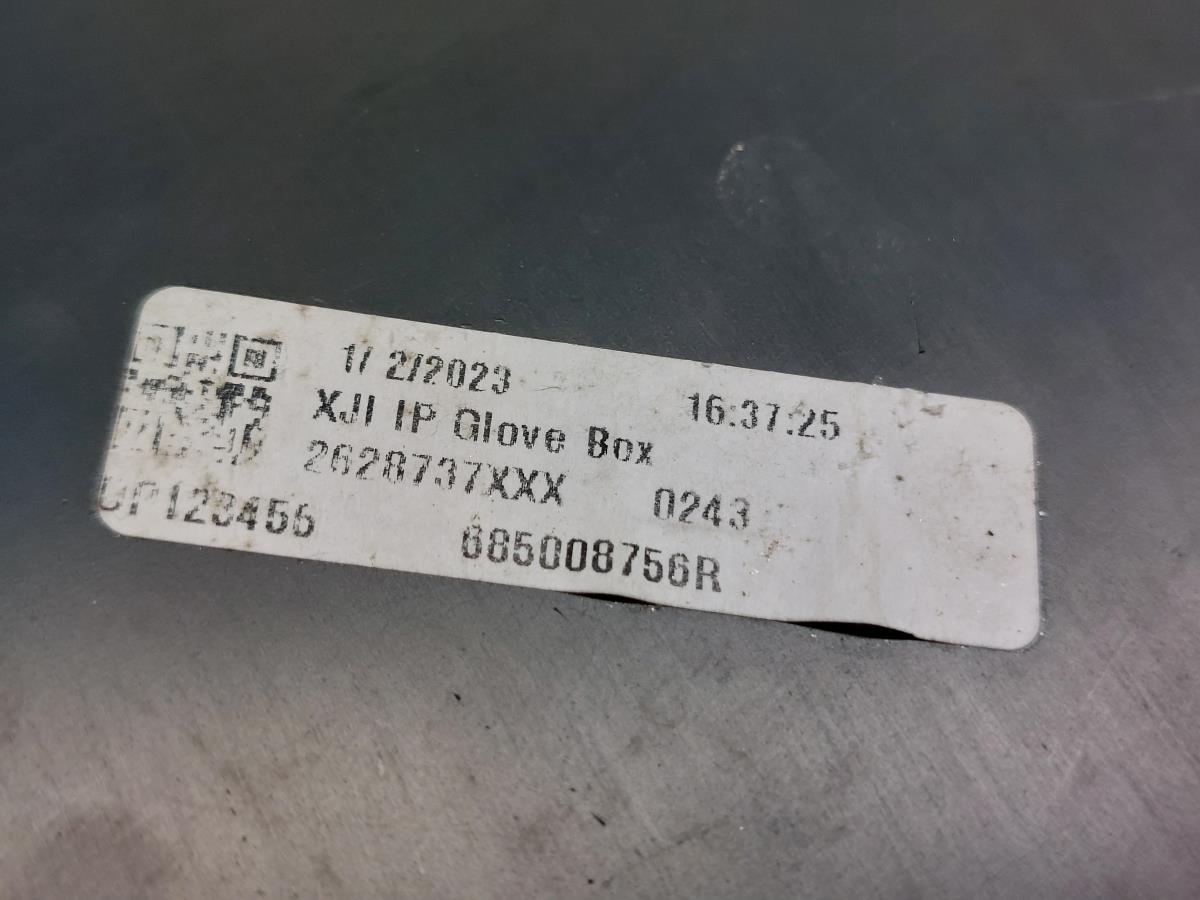 1/ 2/2023 16:37:25
XJI IP Glove Box
2628737XXX 0243
UP123456 685008756R